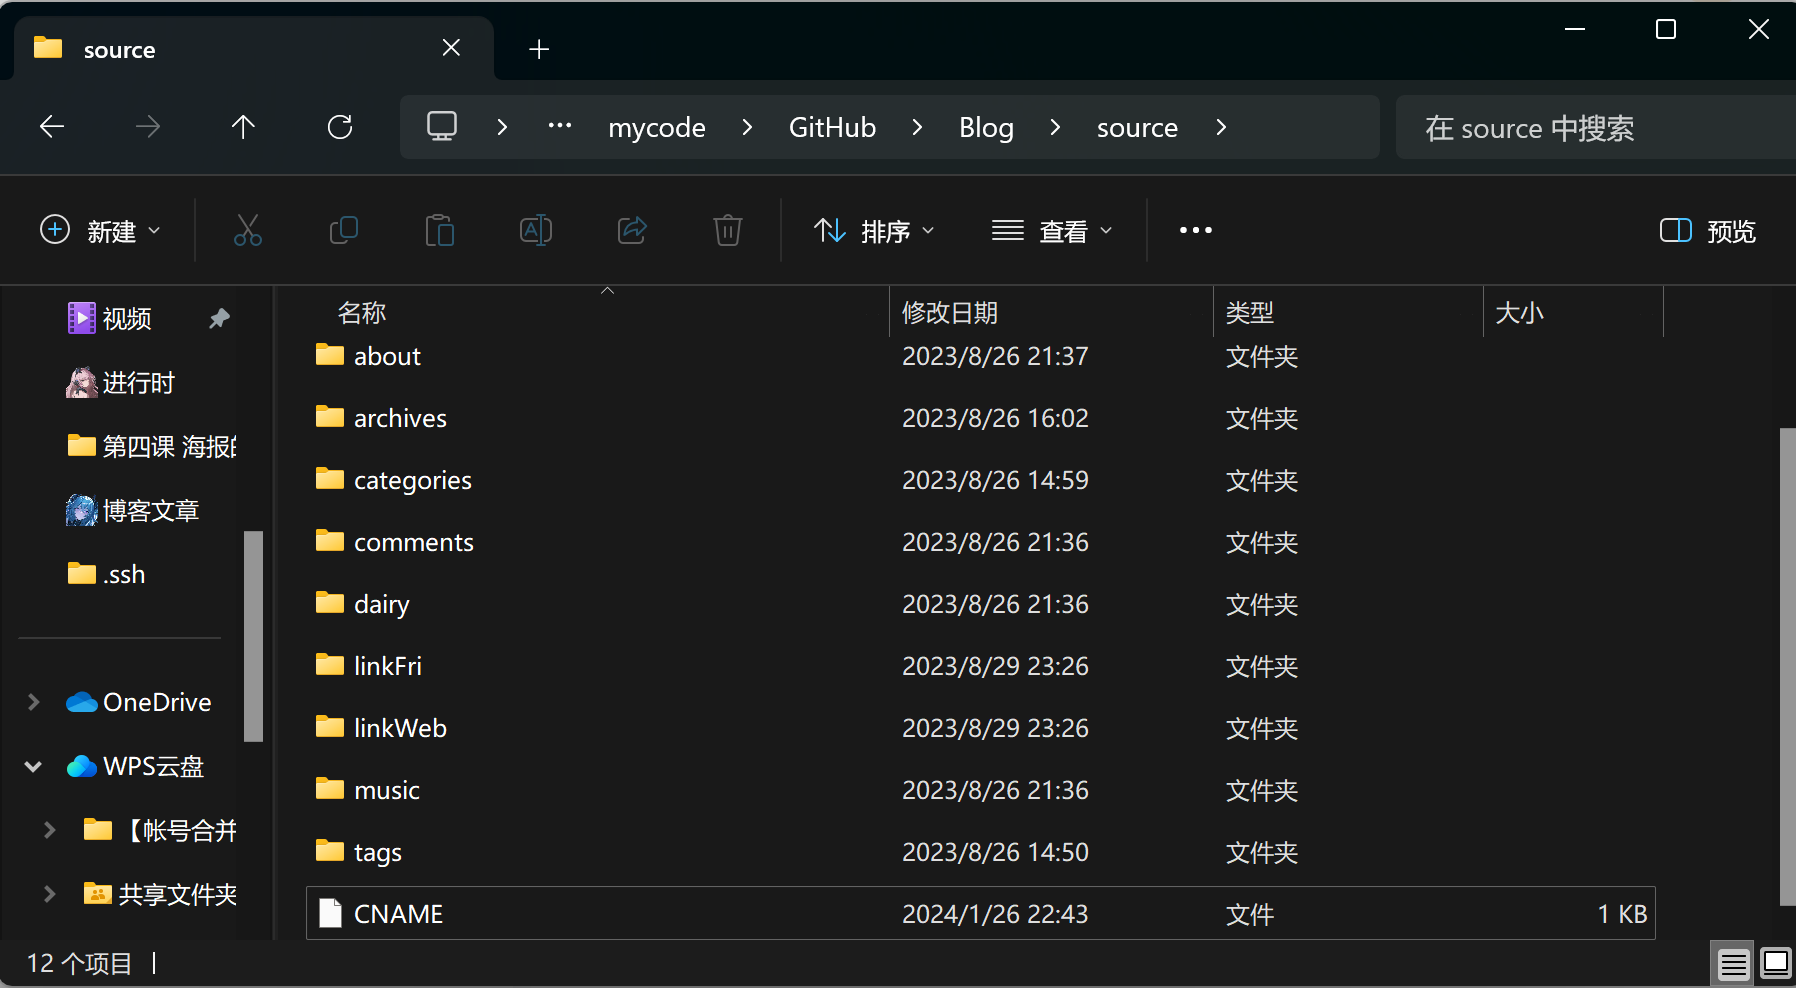 source
mycode
GitHub
Blog
source
在 source 中搜索
新建
排序
查看
预览
视频
进行时
第四课 海报
博客文章
.ssh
OneDrive
WPS云盘
【帐号合并
共享文件夹
名称 修改日期 类型 大小
about 2023/8/26 21:37 文件夹
archives 2023/8/26 16:02 文件夹
categories 2023/8/26 14:59 文件夹
comments 2023/8/26 21:36 文件夹
dairy 2023/8/26 21:36 文件夹
linkFri 2023/8/29 23:26 文件夹
linkWeb 2023/8/29 23:26 文件夹
music 2023/8/26 21:36 文件夹
tags 2023/8/26 14:50 文件夹
CNAME 2024/1/26 22:43 文件 1 KB
12 个项目